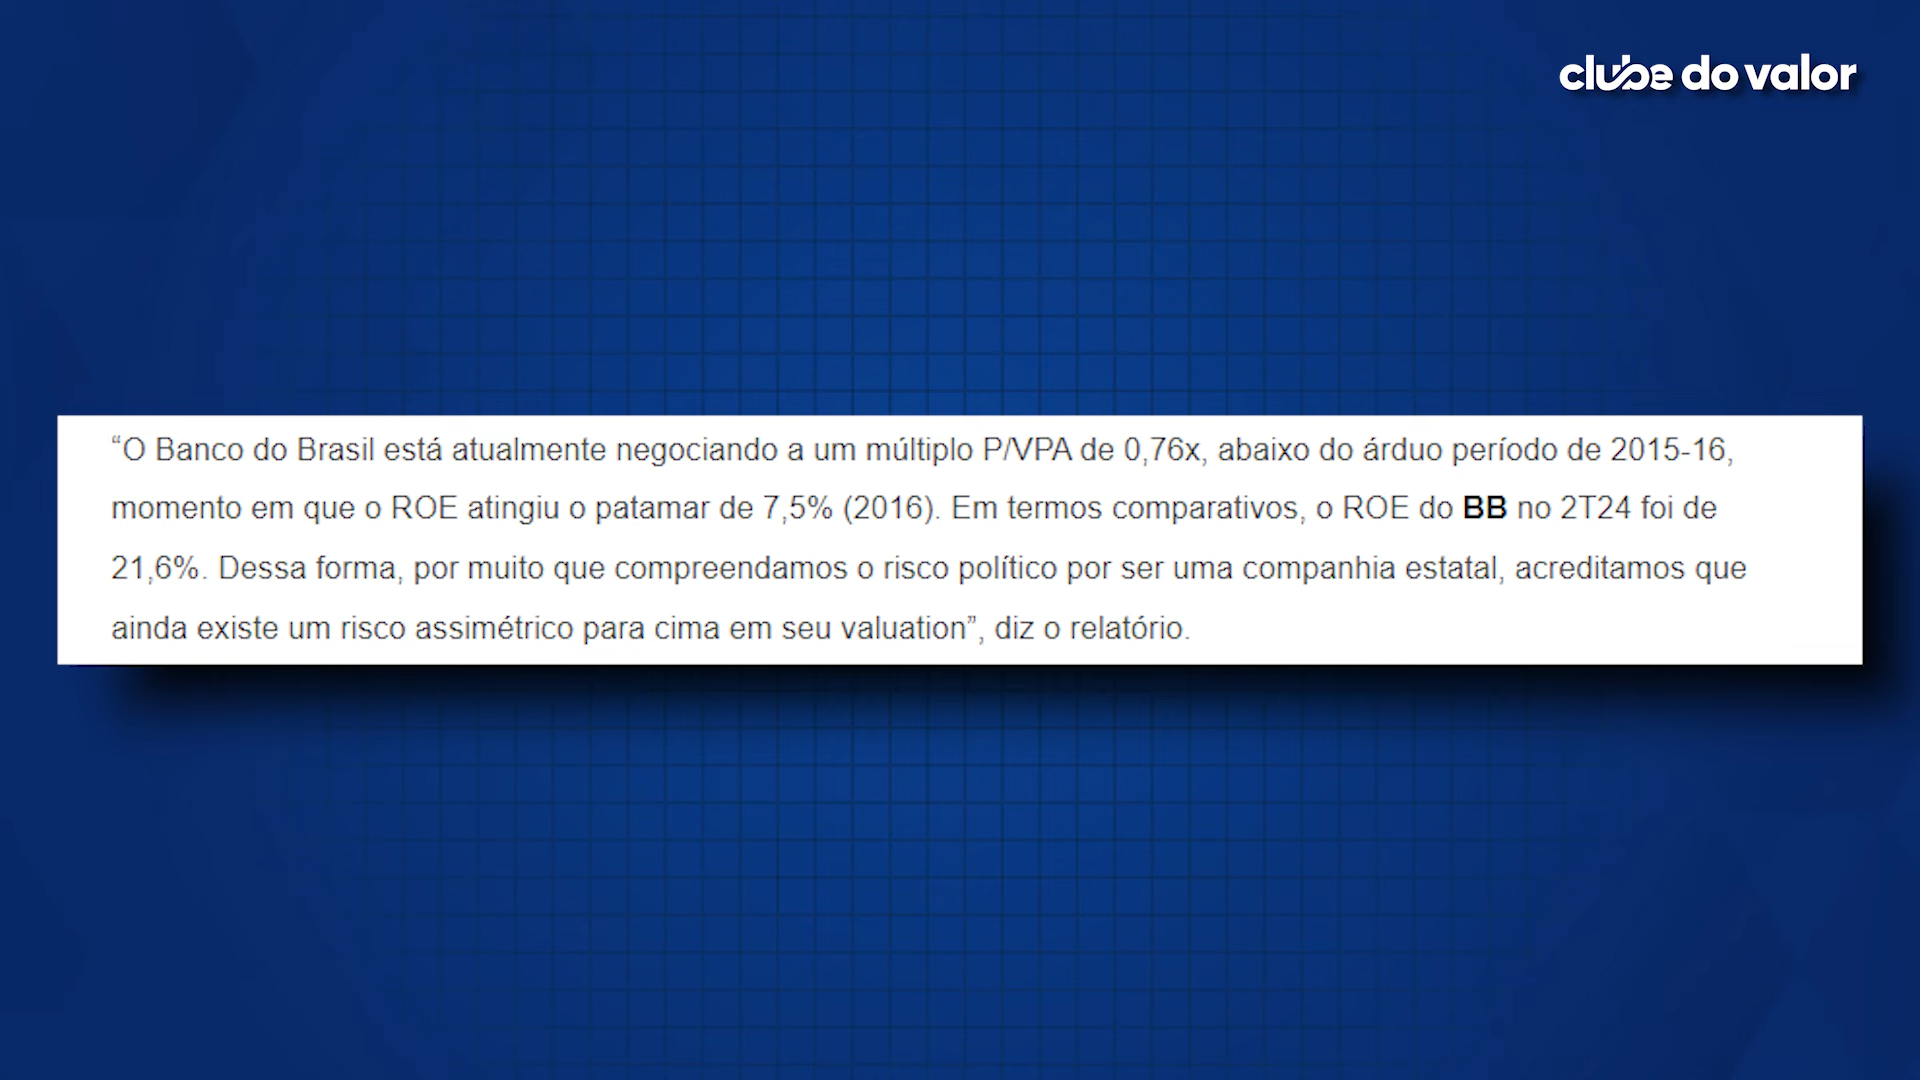 clube do valor
“O Banco do Brasil está atualmente negociando a um múltiplo P/VPA de 0,76x, abaixo do árduo período de 2015-16,
momento em que o ROE atingiu o patamar de 7,5% (2016). Em termos comparativos, o ROE do BB no 2T24 foi de
21,6%. Dessa forma, por muito que compreendamos o risco político por ser uma companhia estatal, acreditamos que
ainda existe um risco assimétrico para cima em seu valuation”, diz o relatório.